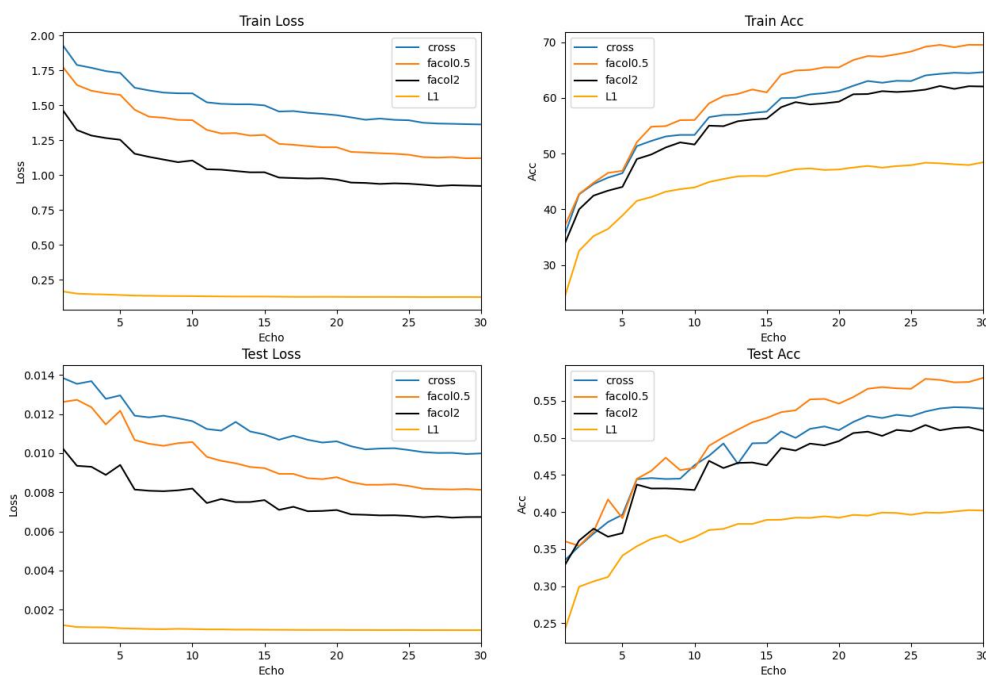 Train Loss
2.00
1.75
1.50
1.25
1.00
0.75
0.50
0.25
Loss
5 10 15 20 25 30
Echo
cross
facol0.5
facol2
L1
Train Acc
70
60
50
40
30
Acc
5 10 15 20 25 30
Echo
cross
facol0.5
facol2
L1
Test Loss
0.014
0.012
0.010
0.008
0.006
0.004
0.002
Loss
5 10 15 20 25 30
Echo
cross
facol0.5
facol2
L1
Test Acc
0.55
0.50
0.45
0.40
0.35
0.30
0.25
Acc
5 10 15 20 25 30
Echo
cross
facol0.5
facol2
L1